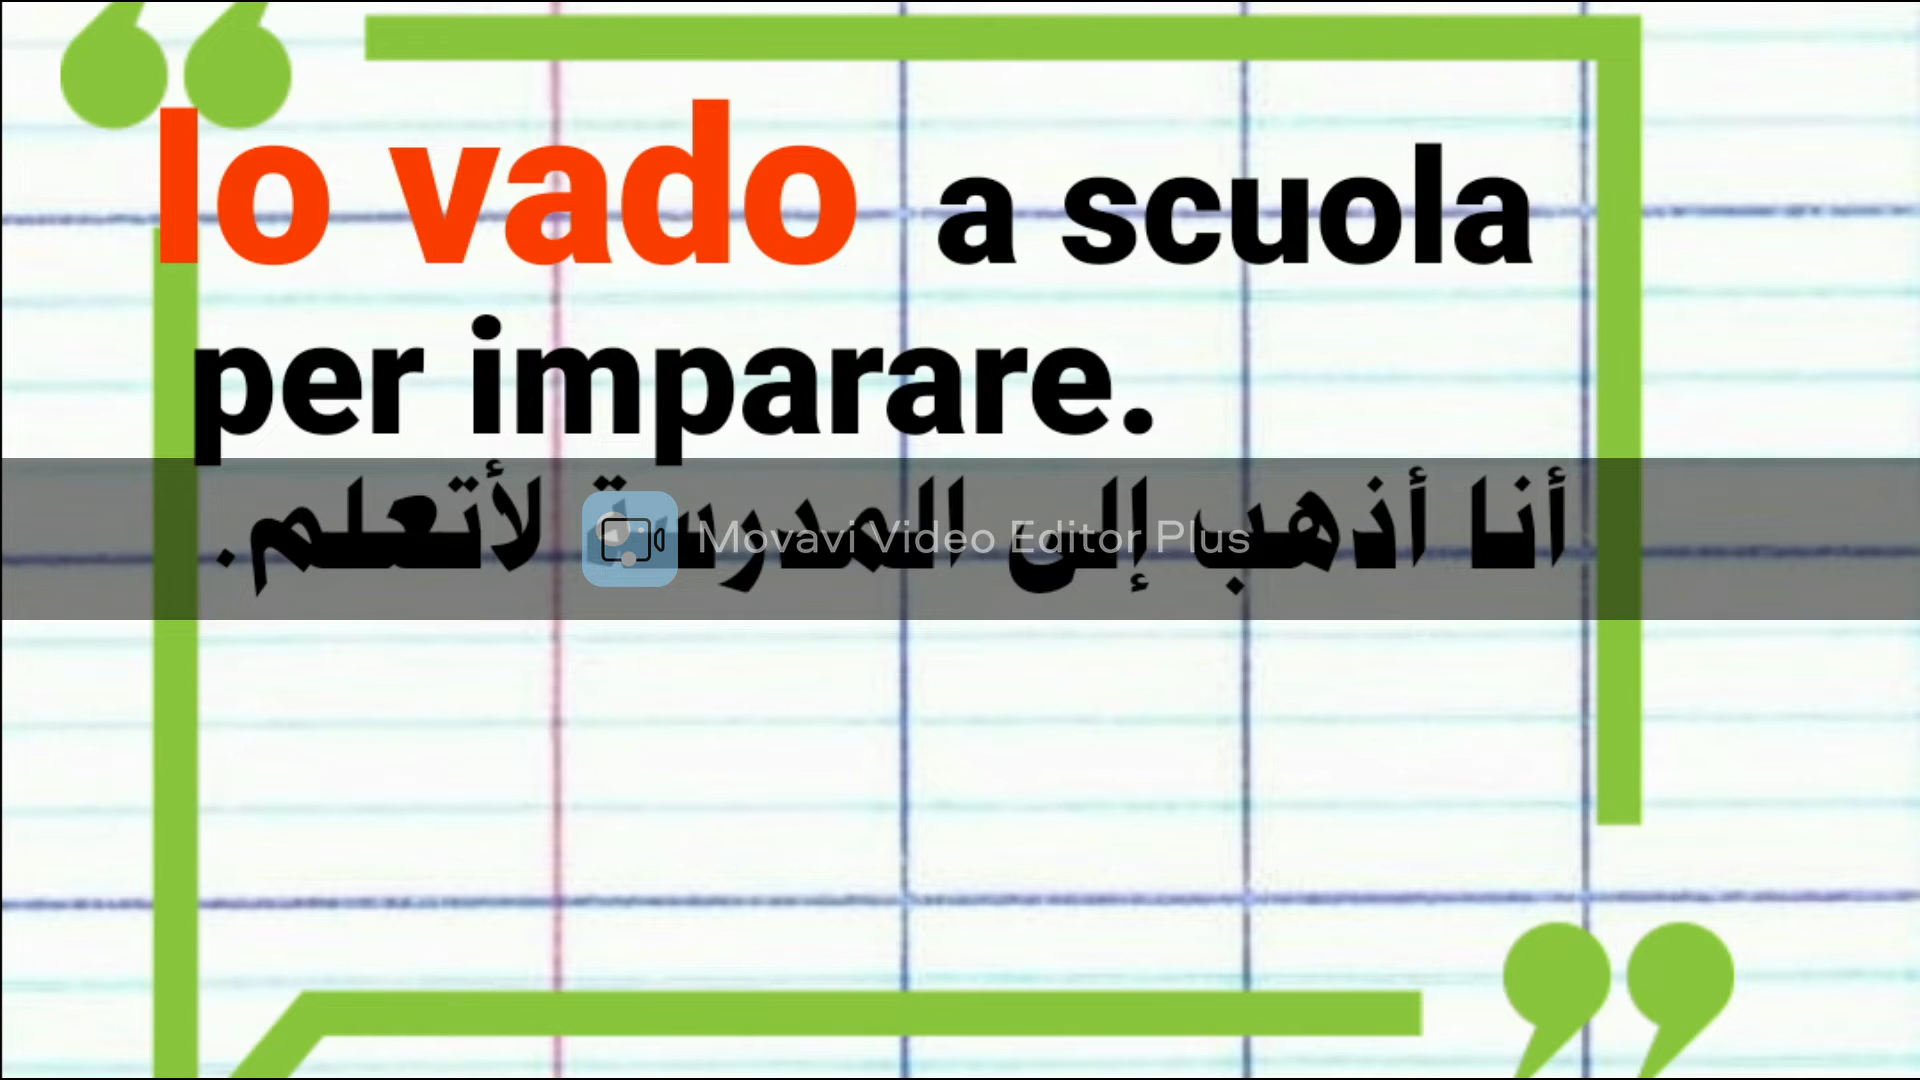 Io vado a scuola
per imparare.
أنا أذهب إلى المدرسة لأتعلم.
Movavi Video Editor Plus